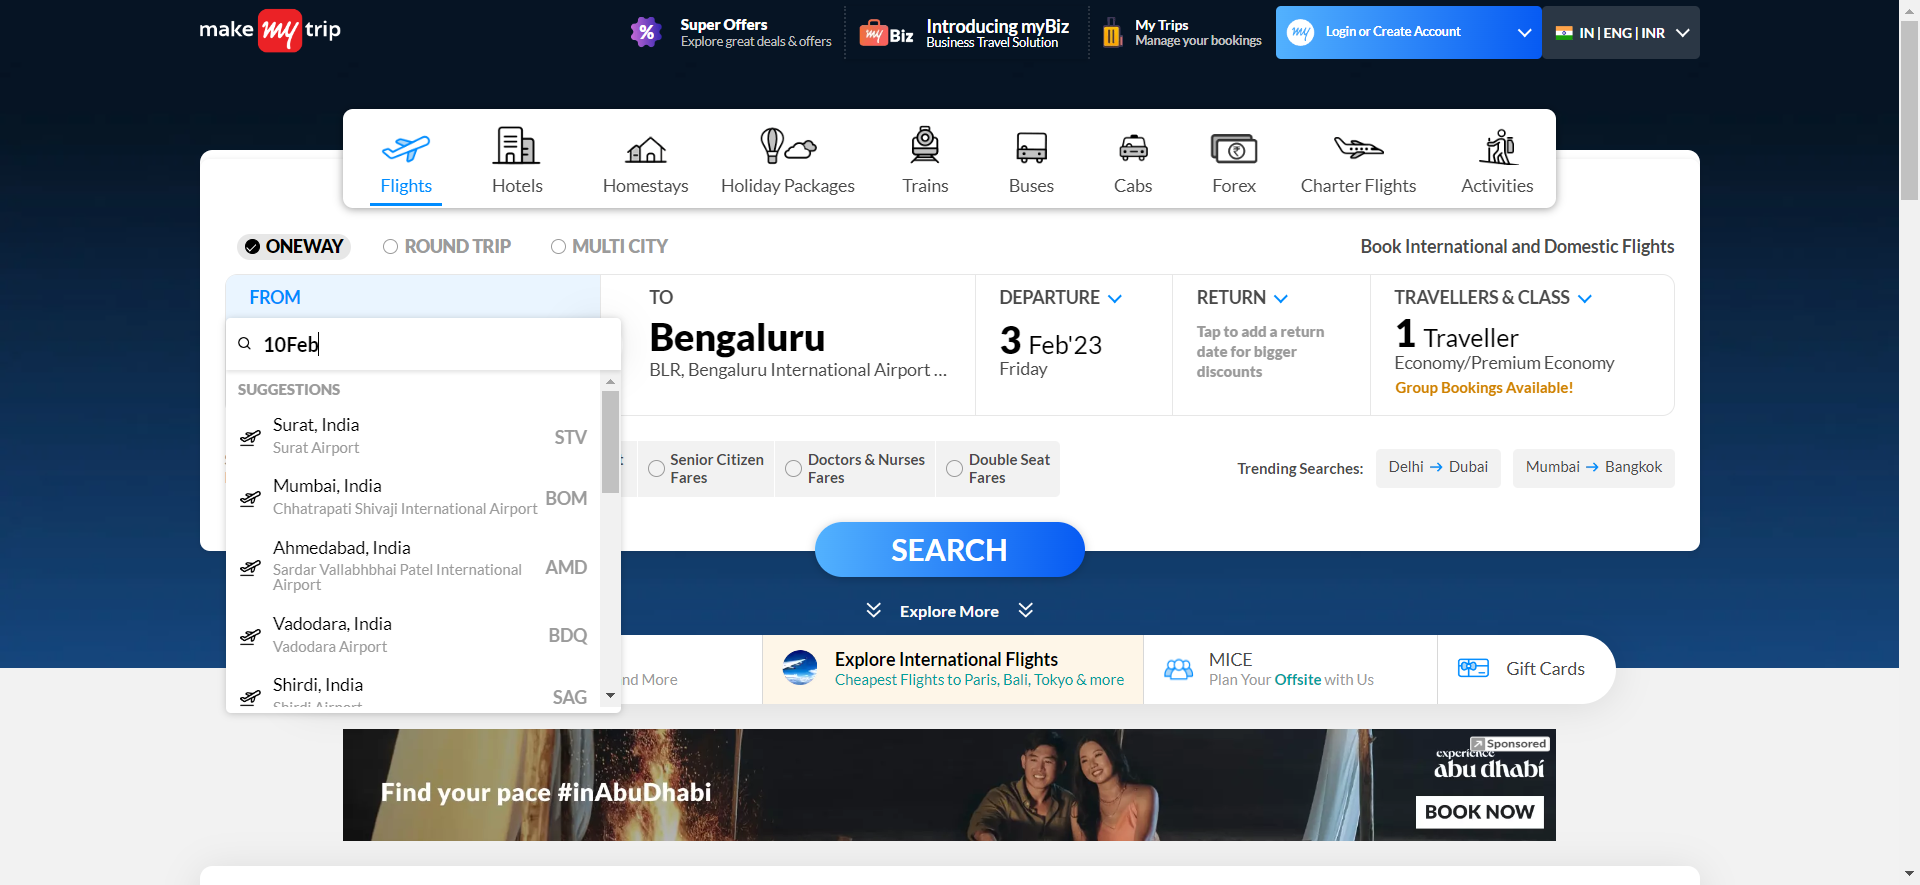 make my trip
Super Offers
Explore great deals & offers
my Biz
Introducing myBiz
Business Travel Solution
My Trips
Manage your bookings
my
Login or Create Account
IN | ENG | INR
Flights
Hotels
Homestays
Holiday Packages
Trains
Buses
Cabs
Forex
Charter Flights
Activities
ONEWAY
ROUND TRIP
MULTI CITY
Book International and Domestic Flights
FROM
10Feb
SUGGESTIONS
Surat, India
Surat Airport
STV
Mumbai, India
Chhatrapati Shivaji International Airport
BOM
Ahmedabad, India
Sardar Vallabhbhai Patel International
Airport
AMD
Vadodara, India
Vadodara Airport
BDQ
Shirdi, India
Shirdi Airport
SAG
TO
Bengaluru
BLR, Bengaluru International Airport ...
DEPARTURE
3 Feb'23
Friday
RETURN
Tap to add a return
date for bigger
discounts
TRAVELLERS & CLASS
1 Traveller
Economy/Premium Economy
Group Bookings Available!
Senior Citizen
Fares
Doctors & Nurses
Fares
Double Seat
Fares
Trending Searches:
Delhi → Dubai
Mumbai → Bangkok
SEARCH
Explore More
nd More
Explore International Flights
Cheapest Flights to Paris, Bali, Tokyo & more
MICE
Plan Your Offsite with Us
Gift Cards
Find your pace #inAbuDhabi
Sponsored
experience
abu dhabi
BOOK NOW